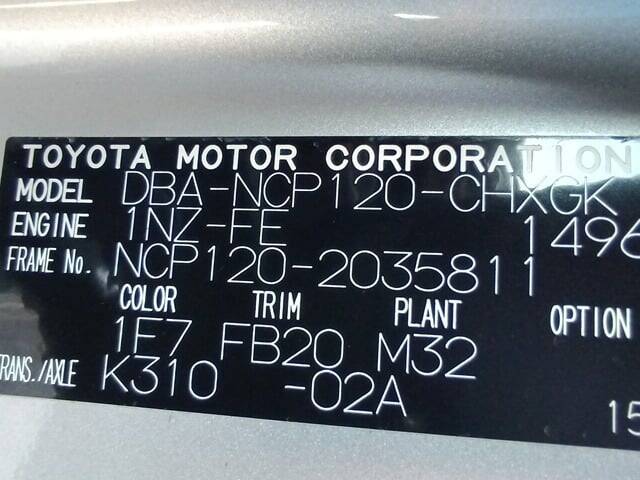 TOYOTA MOTOR CORPORATION
MODEL DBA-NCP120-CHXGK
ENGINE 1NZ-FE 1496
FRAME No. NCP120-2035811
COLOR TRIM PLANT OPTION
1F7 FB20 M32
TRANS./AXLE K310 -02A
15